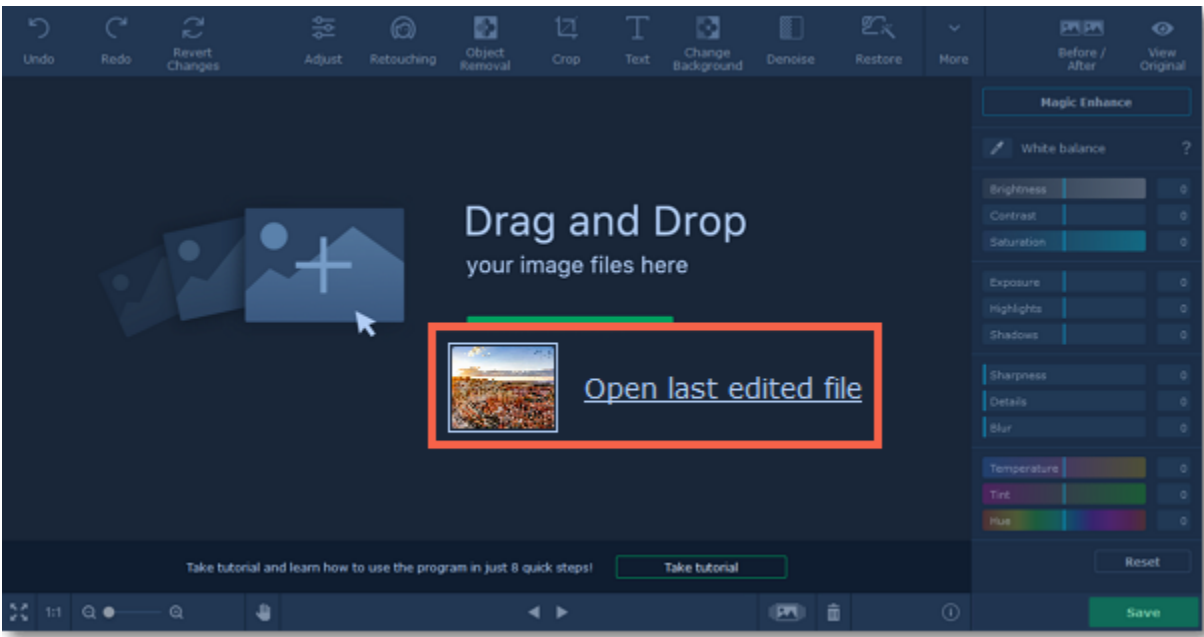 Undo
Redo
Revert
Changes
Adjust
Retouching
Object
Removal
Crop
Text
Change
Background
Denoise
Restore
More
Before /
After
View
Original
Magic Enhance
White balance ?
Brightness 0
Contrast 0
Saturation 0
Drag and Drop
your image files here
Exposure 0
Highlights 0
Shadows 0
Open last edited file
Sharpness 0
Details 0
Blur 0
Temperature 0
Tint 0
Hue 0
Take tutorial and learn how to use the program in just 8 quick steps!
Take tutorial
Reset
1:1
Save